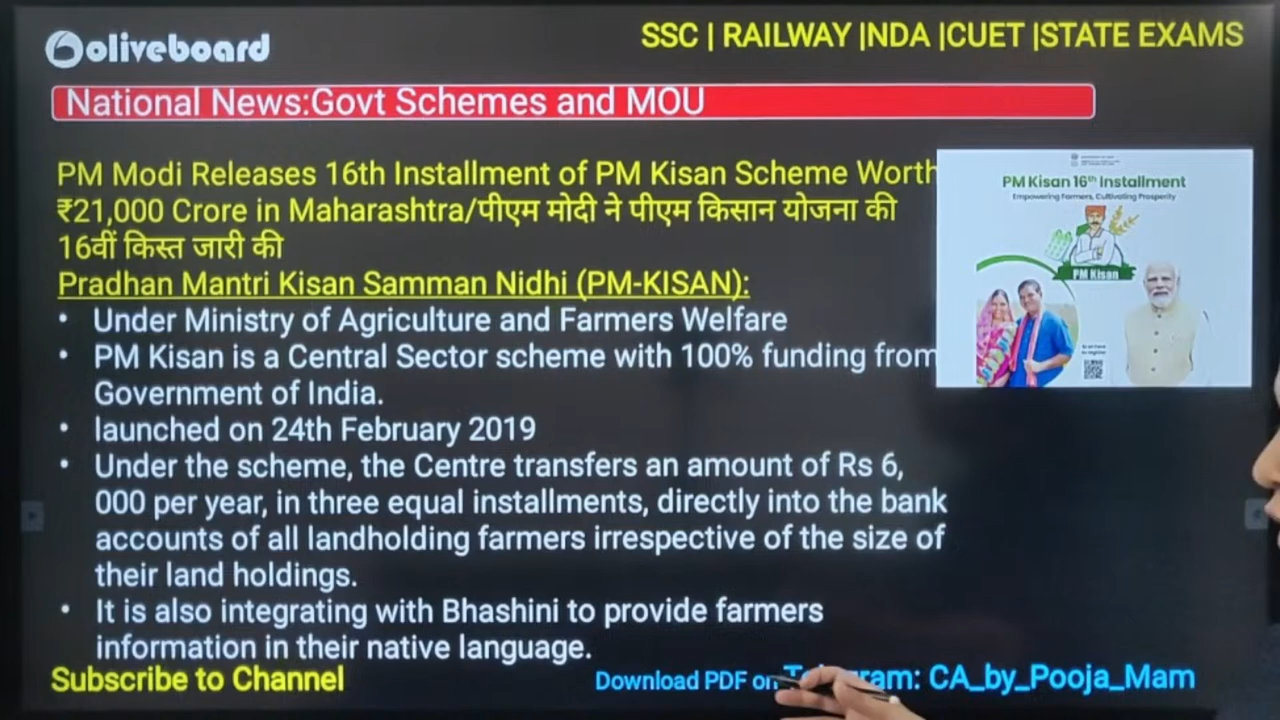 oliveboard
SSC | RAILWAY |NDA |CUET |STATE EXAMS
National News:Govt Schemes and MOU
PM Modi Releases 16th Installment of PM Kisan Scheme Worth
₹21,000 Crore in Maharashtra/पीएम मोदी ने पीएम किसान योजना की
16वीं किस्त जारी की
PM Kisan 16th Installment
Empowering Farmers, Cultivating Prosperity
PM Kisan
Pradhan Mantri Kisan Samman Nidhi (PM-KISAN):
• Under Ministry of Agriculture and Farmers Welfare
• PM Kisan is a Central Sector scheme with 100% funding from
Government of India.
• launched on 24th February 2019
• Under the scheme, the Centre transfers an amount of Rs 6,
000 per year, in three equal installments, directly into the bank
accounts of all landholding farmers irrespective of the size of
their land holdings.
• It is also integrating with Bhashini to provide farmers
information in their native language.
Subscribe to Channel
Download PDF on : CA_by_Pooja_Mam